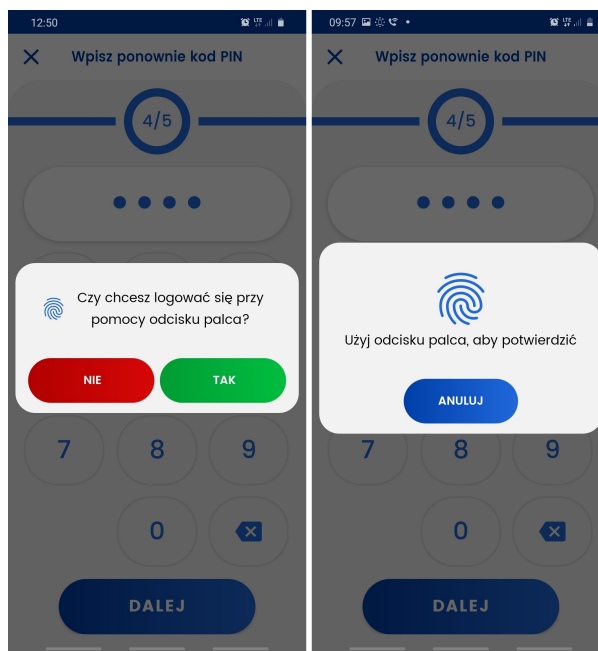 12:50
LTE
Wpisz ponownie kod PIN
4/5
Czy chcesz logować się przy
pomocy odcisku palca?
NIE
TAK
7
8
9
0
DALEJ
09:57
LTE
Wpisz ponownie kod PIN
4/5
Użyj odcisku palca, aby potwierdzić
ANULUJ
7
8
9
0
DALEJ